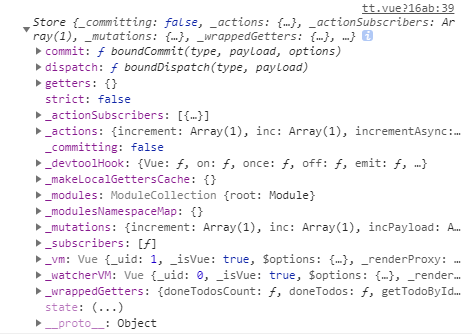 tt.vue?16ab:39
Store {_committing: false, _actions: {…}, _actionSubscribers: Ar
ray(1), _mutations: {…}, _wrappedGetters: {…}, …} i
commit: ƒ boundCommit(type, payload, options)
dispatch: ƒ boundDispatch(type, payload)
getters: {}
strict: false
_actionSubscribers: [{…}]
_actions: {increment: Array(1), inc: Array(1), incrementAsync:
_committing: false
_devtoolHook: {Vue: ƒ, on: ƒ, once: ƒ, off: ƒ, emit: ƒ, …}
_makeLocalGettersCache: {}
_modules: ModuleCollection {root: Module}
_modulesNamespaceMap: {}
_mutations: {increment: Array(1), inc: Array(1), incPayload: A
_subscribers: [ƒ]
_vm: Vue {_uid: 1, _isVue: true, $options: {…}, _renderProxy:
_watcherVM: Vue {_uid: 0, _isVue: true, $options: {…}, _render
_wrappedGetters: {doneTodosCount: ƒ, doneTodos: ƒ, getTodoById
state: (...)
__proto__: Object